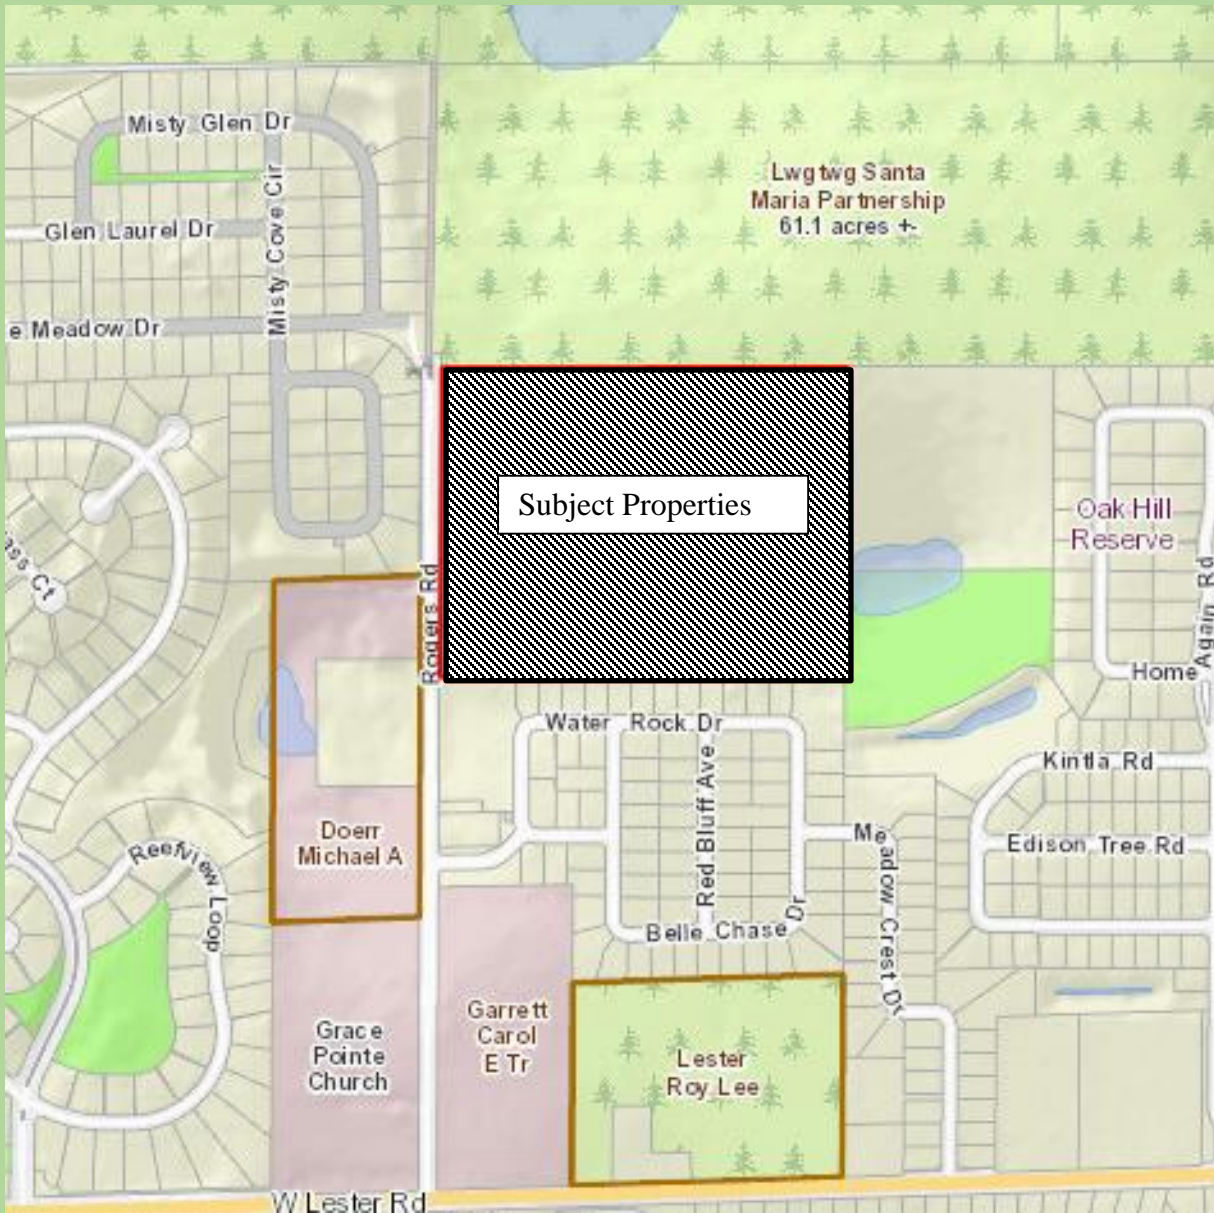 Misty Glen Dr
Lwgtwg Santa
Maria Partnership
61.1 acres +-
Glen Laurel Dr
Misty Cove Cir
e Meadow Dr
Subject Properties
Oak Hill
Reserve
ass Ct
Rogers Rd
Again Rd
Home
Water Rock Dr
Red Bluff Ave
Kintla Rd
Doerr
Michael A
Meadow Crest Dr
Edison Tree Rd
Reefview Loop
Belle Chase Dr
Grace
Pointe
Church
Garrett
Carol
E Tr
Lester
Roy Lee
W Lester Rd